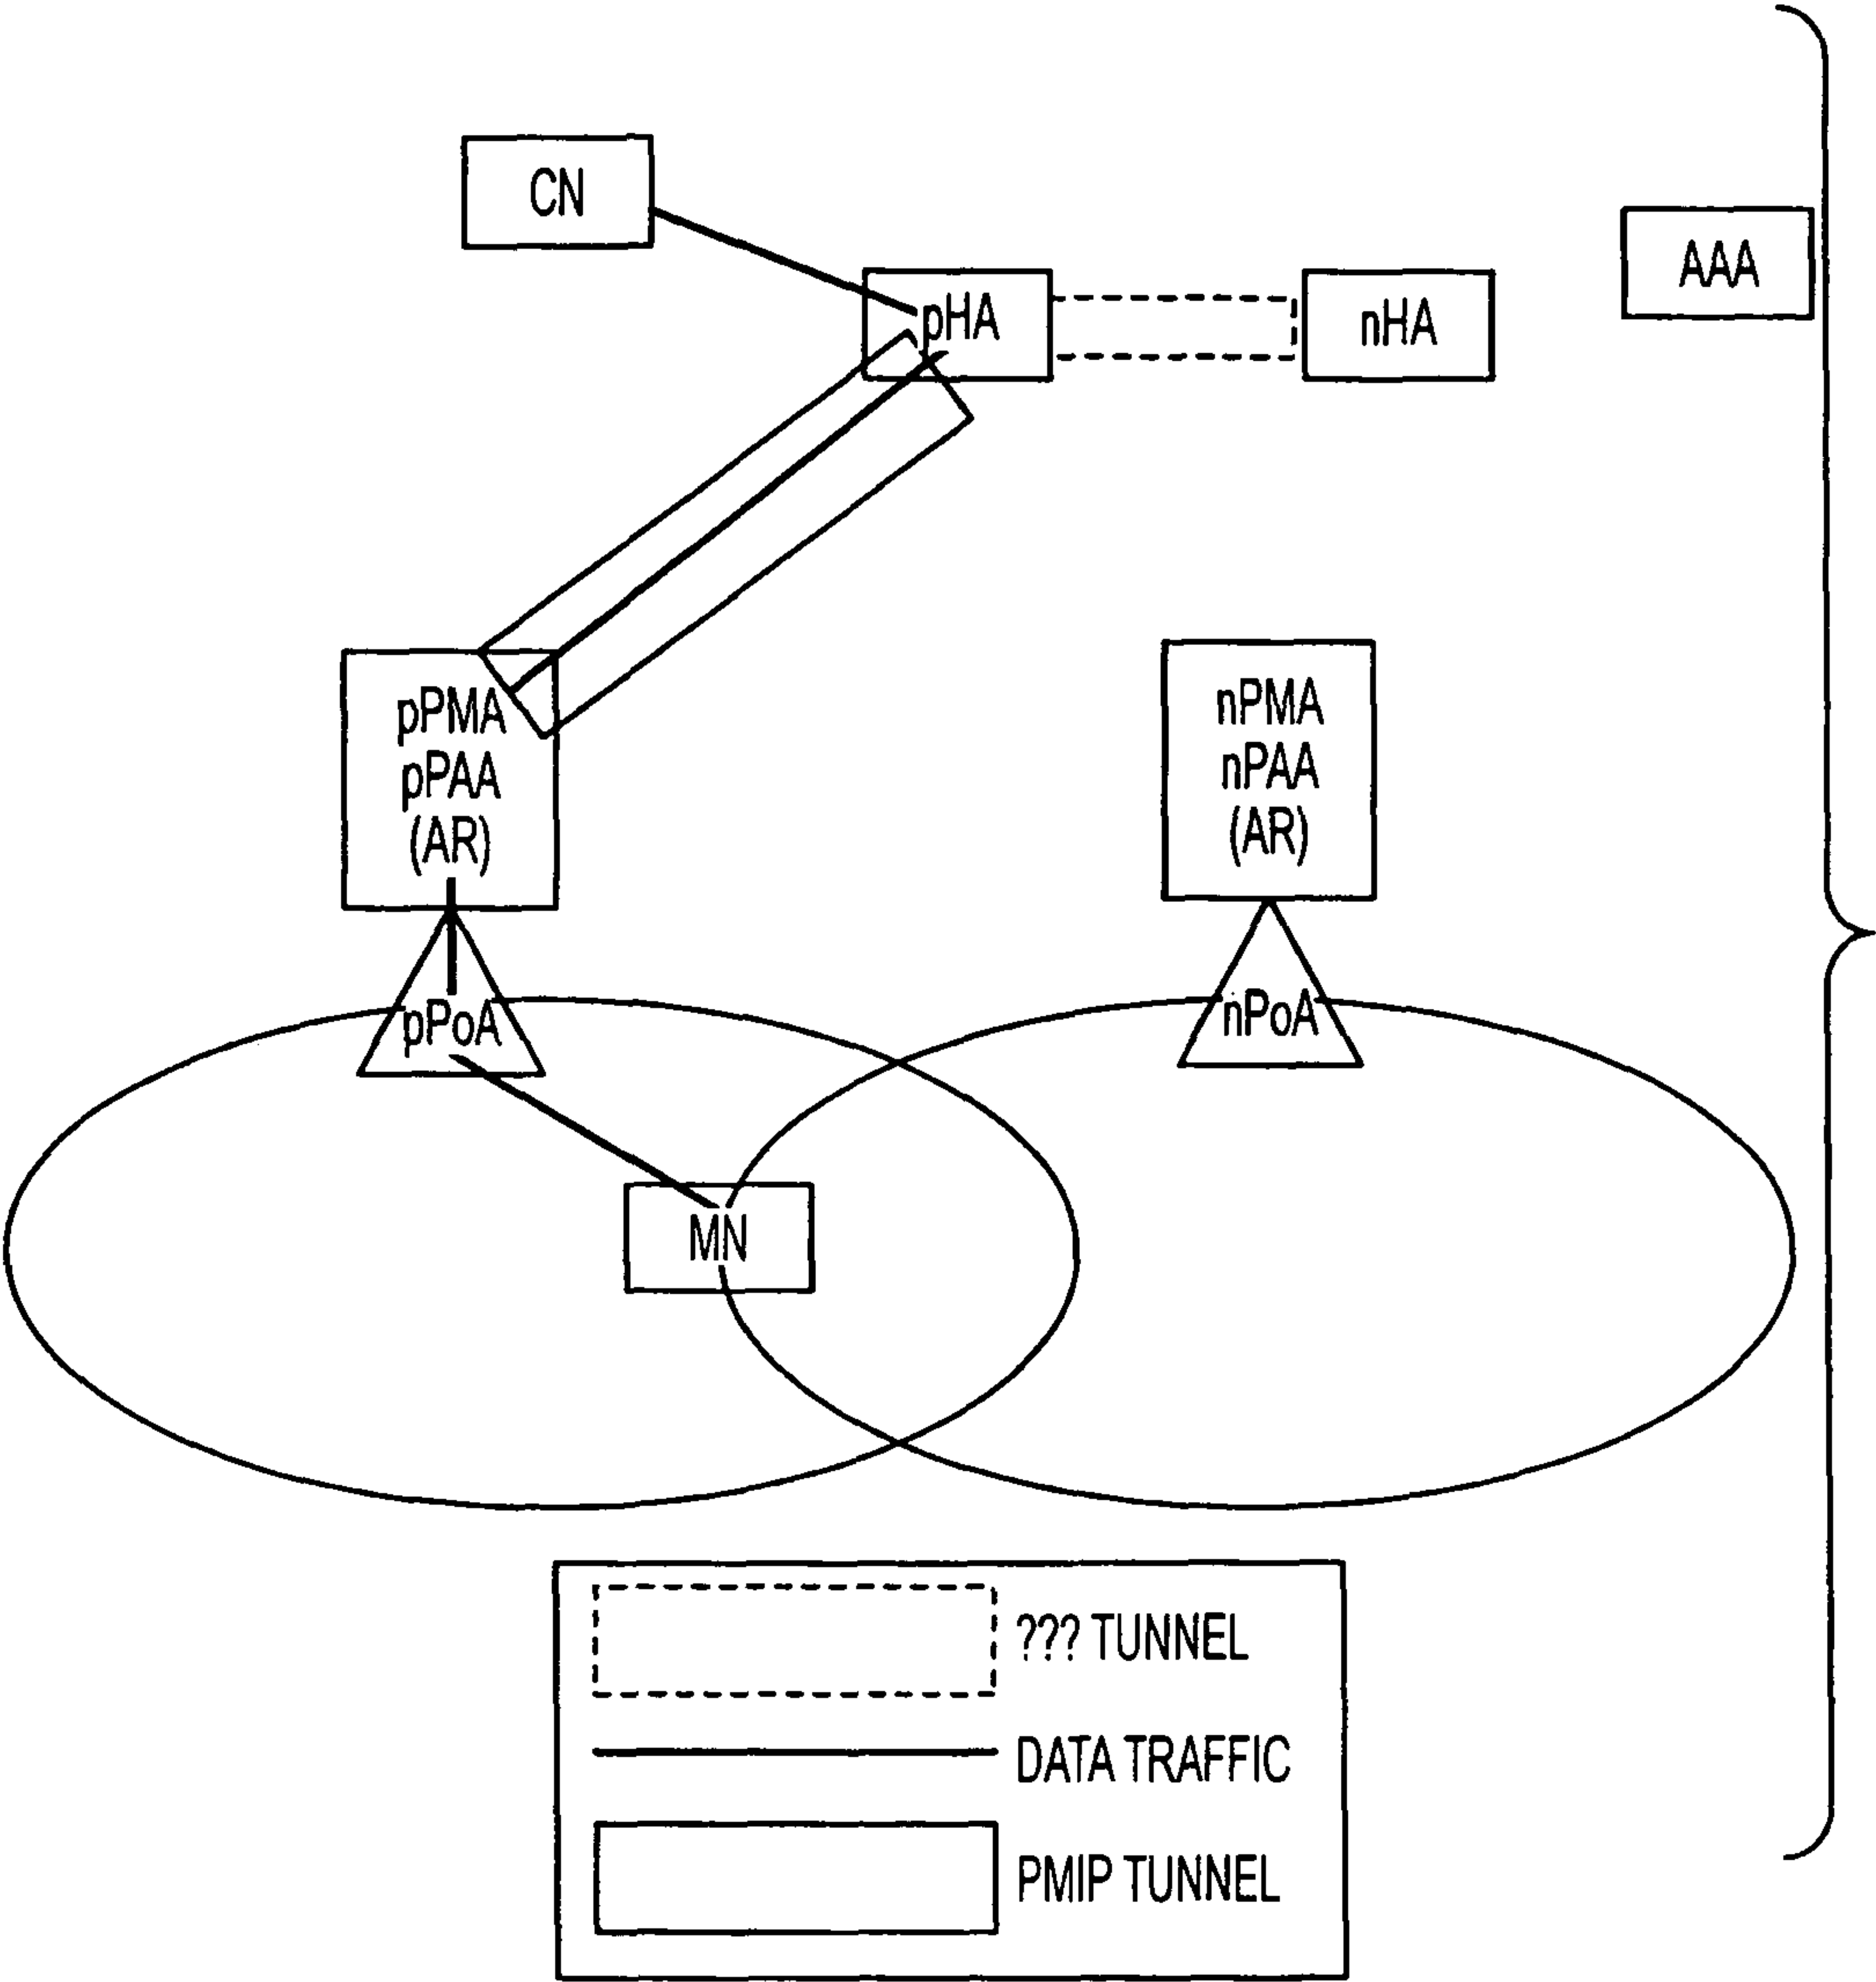 CN
AAA
pHA
nHA
pPMA
pPAA
(AR)
nPMA
nPAA
(AR)
pPoA
nPoA
MN
??? TUNNEL
DATA TRAFFIC
PMIP TUNNEL